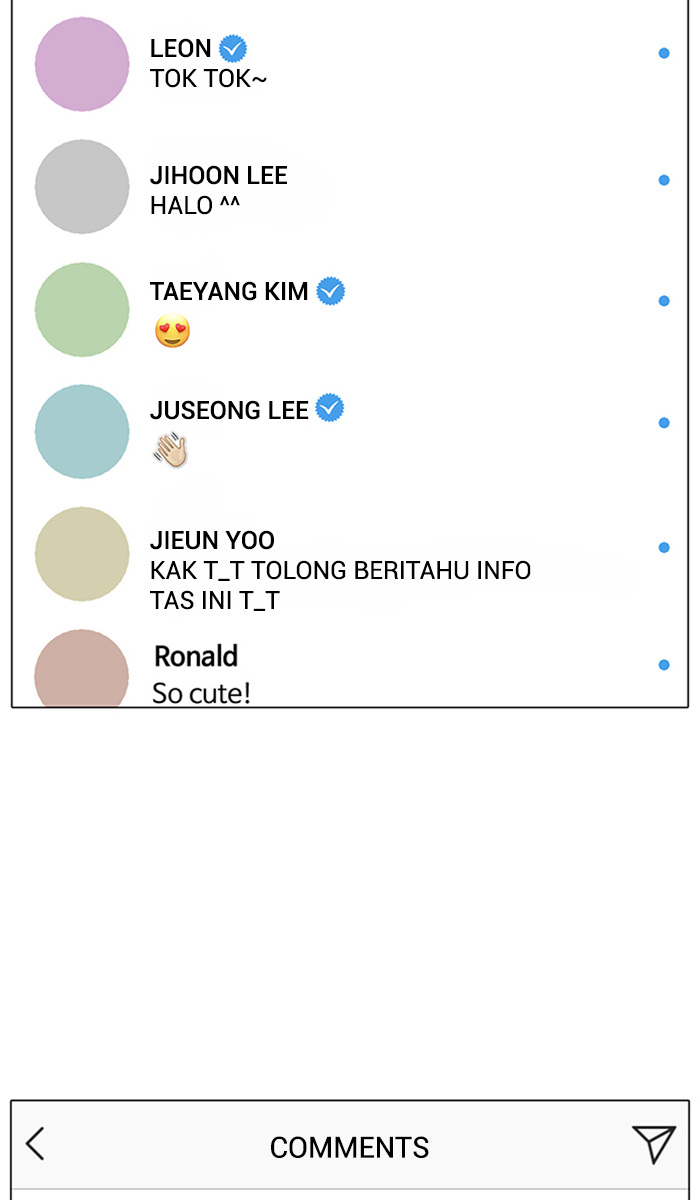 LEON
TOK TOK~
JIHOON LEE
HALO ^^
TAEYANG KIM
😍
JUSEONG LEE
👋🏻
JIEUN YOO
KAK T_T TOLONG BERITAHU INFO
TAS INI T_T
Ronald
So cute!
COMMENTS